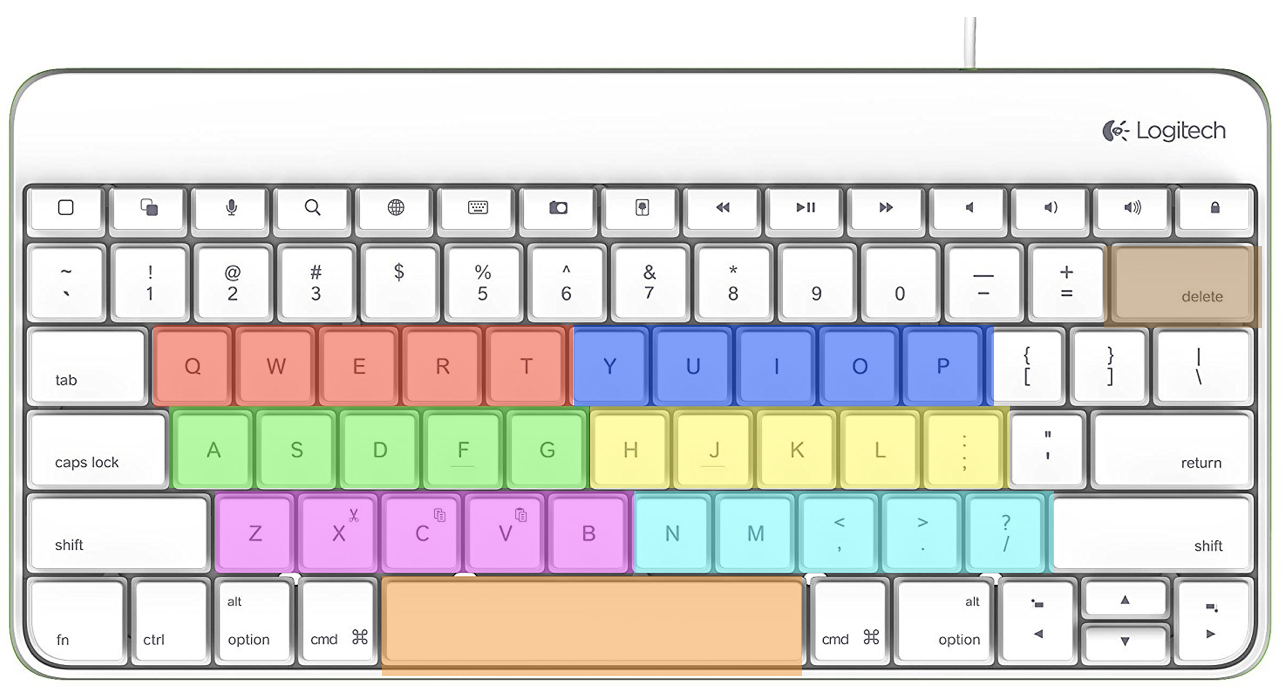 Logitech
~ ! @ # $ % ^ & * — +
` 1 2 3 5 6 7 8 9 0 – = delete
{ } |
tab Q W E R T Y U I O P [ ] \
: "
caps lock A S D F G H J K L ; ' return
< > ?
shift Z X C V B N M , . / shift
alt alt
fn ctrl option cmd ⌘ cmd ⌘ option